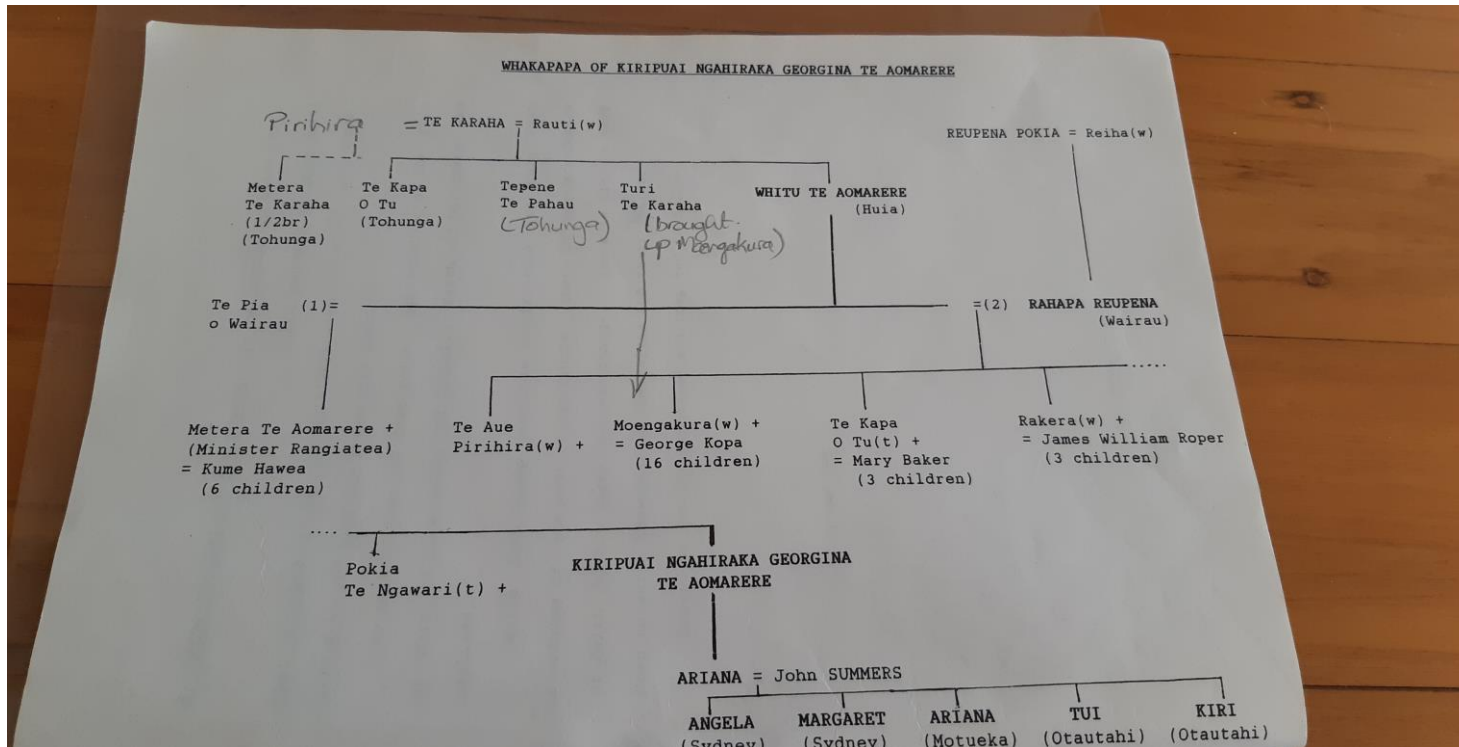 WHAKAPAPA OF KIRIPUAI NGAHIRAKA GEORGINA TE AOMARERE
Pirihira = TE KARAHA = Rauti(w)
REUPENA POKIA = Reiha(w)
Metera
Te Karaha
(1/2br)
(Tohunga)
Te Kapa
O Tu
(Tohunga)
Tepene
Te Pahau
(Tohunga)
Turi
Te Karaha
(brought
up Moengakura)
WHITU TE AOMARERE
(Huia)
Te Pia (1)=
o Wairau
=(2) RAHAPA REUPENA
(Wairau)
Metera Te Aomarere +
(Minister Rangiatea)
= Kume Hawea
(6 children)
Te Aue
Pirihira(w) +
Moengakura(w) +
= George Kopa
(16 children)
Te Kapa
O Tu(t) +
= Mary Baker
(3 children)
Rakera(w) +
= James William Roper
(3 children)
.....
....
Pokia
Te Ngawari(t) +
KIRIPUAI NGAHIRAKA GEORGINA
TE AOMARERE
ARIANA = John SUMMERS
ANGELA
(Sydney)
MARGARET
(Sydney)
ARIANA
(Motueka)
TUI
(Otautahi)
KIRI
(Otautahi)